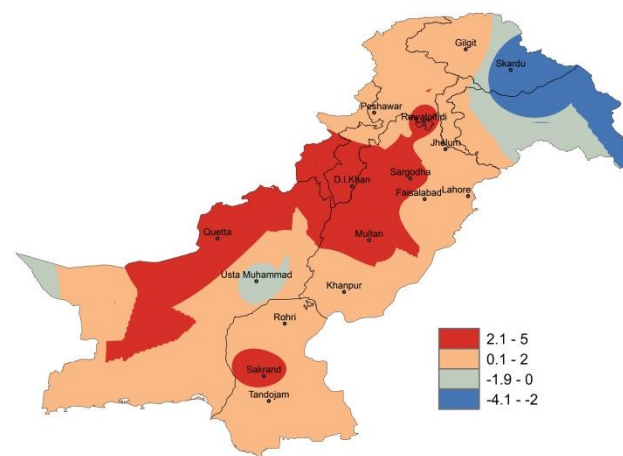 Gilgit
Skardu
Peshawar
Rawalpindi
Jhelum
Sargodha
D.I.Khan
Faisalabad
Lahore
Quetta
Multan
Usta Muhammad
Khanpur
Rohri
Sakrand
Tandojam
2.1 - 5
0.1 - 2
-1.9 - 0
-4.1 - -2